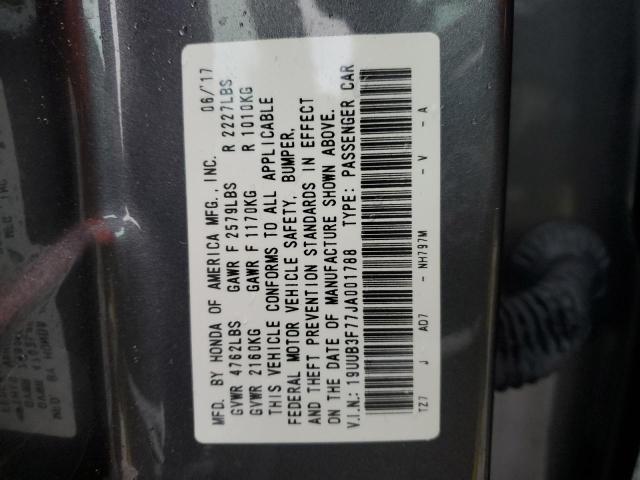 MFD. BY HONDA OF AMERICA MFG., INC. 06/'17
GVWR 4762LBS GAWR F 2579LBS R 2227LBS
GVWR 2160KG GAWR F 1170KG R 1010KG
THIS VEHICLE CONFORMS TO ALL APPLICABLE
FEDERAL MOTOR VEHICLE SAFETY, BUMPER,
AND THEFT PREVENTION STANDARDS IN EFFECT
ON THE DATE OF MANUFACTURE SHOWN ABOVE.
V.I.N.: 19UUB3F77JA001788 TYPE: PASSENGER CAR
TZ7 J AD7 - NH797M - V - A